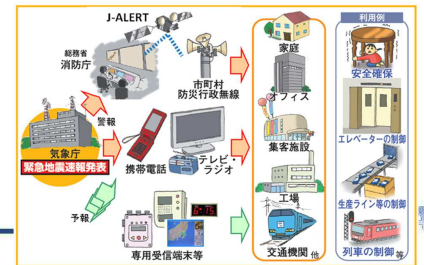 J-ALERT
総務省
消防庁
市町村
防災行政無線
警報
気象庁
緊急地震速報発表
予報
携帯電話
テレビ・
ラジオ
専用受信端末等
家庭
オフィス
集客施設
工場
交通機関 他
利用例
安全確保
エレベーターの制御
生産ライン等の制御
列車の制御 等